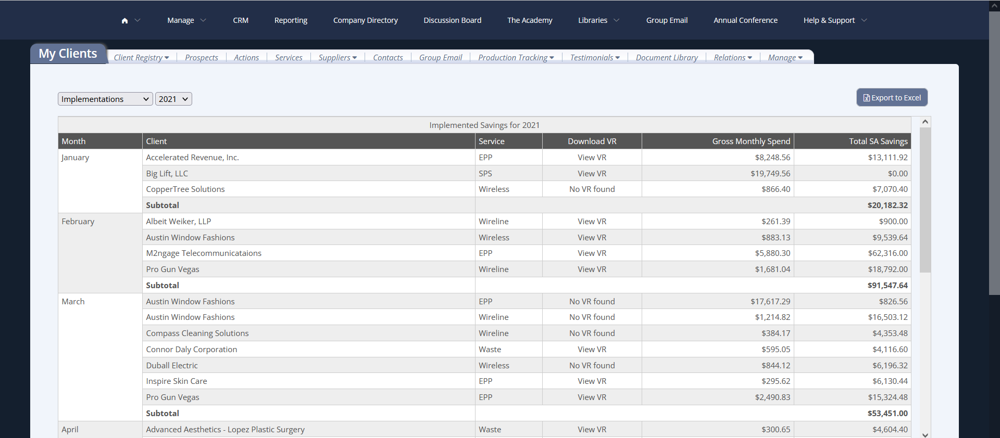 Manage CRM Reporting Company Directory Discussion Board The Academy Libraries Group Email Annual Conference Help & Support
My Clients Client Registry Prospects Actions Services Suppliers Contacts Group Email Production Tracking Testimonials Document Library Relations Manage
Implementations 2021 Export to Excel
Implemented Savings for 2021
Month Client Service Download VR Gross Monthly Spend Total SA Savings
January Accelerated Revenue, Inc. EPP View VR $8,248.56 $13,111.92
Big Lift, LLC SPS View VR $19,749.56 $0.00
CopperTree Solutions Wireless No VR found $866.40 $7,070.40
Subtotal $20,182.32
February Albeit Weiker, LLP Wireline View VR $261.39 $900.00
Austin Window Fashions Wireless View VR $883.13 $9,539.64
M2ngage Telecommunicataions EPP View VR $5,880.30 $62,316.00
Pro Gun Vegas Wireline View VR $1,681.04 $18,792.00
Subtotal $91,547.64
March Austin Window Fashions EPP No VR found $17,617.29 $826.56
Austin Window Fashions Wireline No VR found $1,214.82 $16,503.12
Compass Cleaning Solutions Wireline No VR found $384.17 $4,353.48
Connor Daly Corporation Waste View VR $595.05 $4,116.60
Duball Electric Wireless No VR found $844.12 $6,196.32
Inspire Skin Care EPP View VR $295.62 $6,130.44
Pro Gun Vegas EPP View VR $2,490.83 $15,324.48
Subtotal $53,451.00
April Advanced Aesthetics - Lopez Plastic Surgery Waste View VR $300.65 $4,604.40